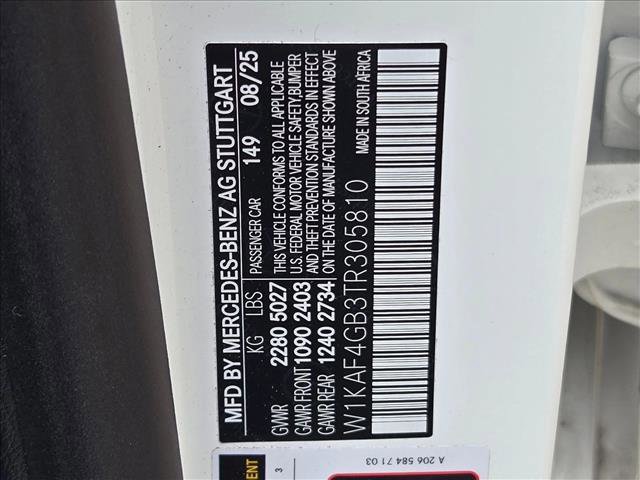 MFD BY MERCEDES-BENZ AG STUTTGART
KG LBS PASSENGER CAR 149 08/25
GVWR 2280 5027 THIS VEHICLE CONFORMS TO ALL APPLICABLE
GAWR FRONT 1090 2403 U.S. FEDERAL MOTOR VEHICLE SAFETY, BUMPER
GAWR REAR 1240 2734 AND THEFT PREVENTION STANDARDS IN EFFECT
ON THE DATE OF MANUFACTURE SHOWN ABOVE
W1KAF4GB3TR305810 MADE IN SOUTH AFRICA
3
A 206 584 71 03